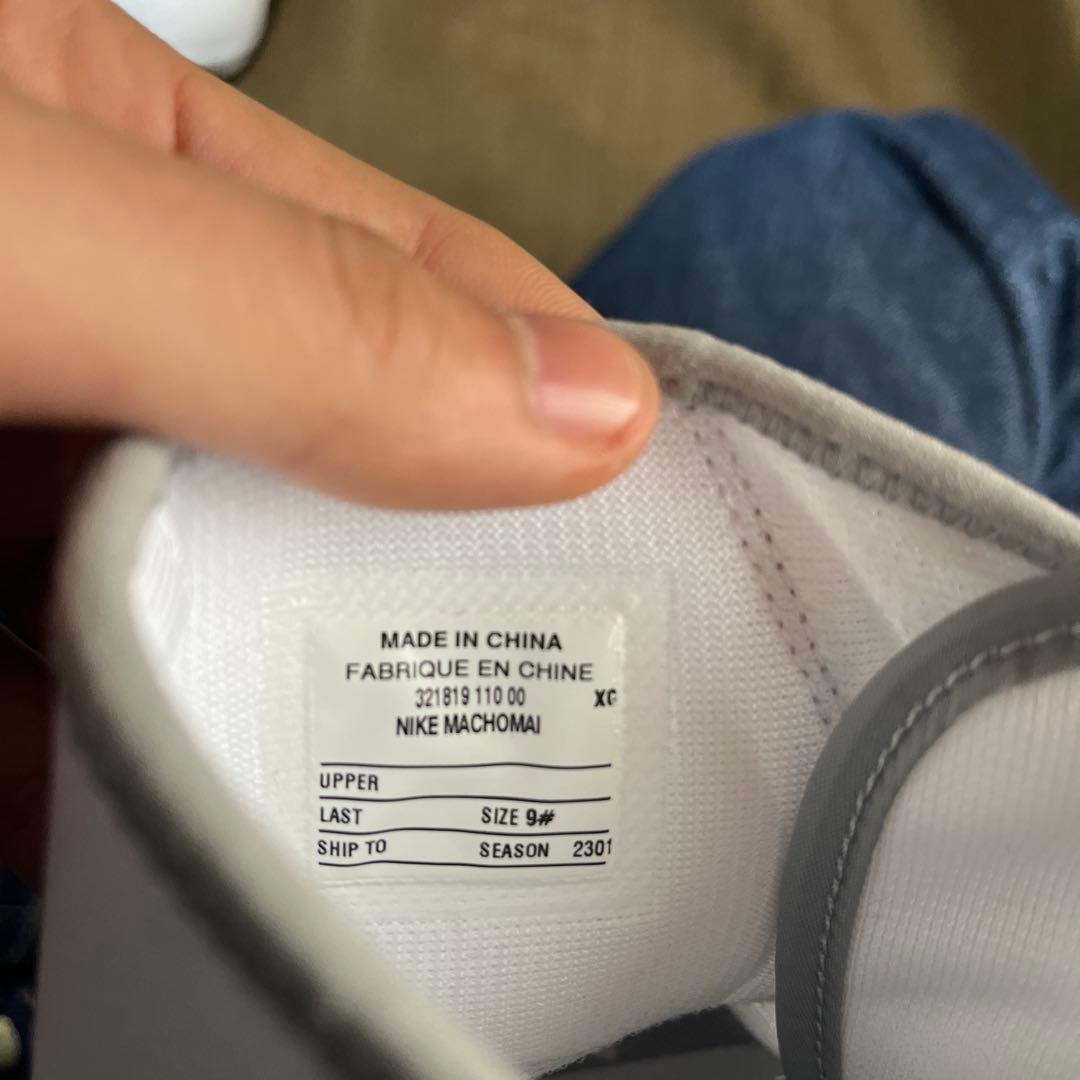 MADE IN CHINA
FABRIQUE EN CHINE
321819 110 00 XC
NIKE MACHOMAI
UPPER
LAST SIZE 9#
SHIP TO SEASON 2301